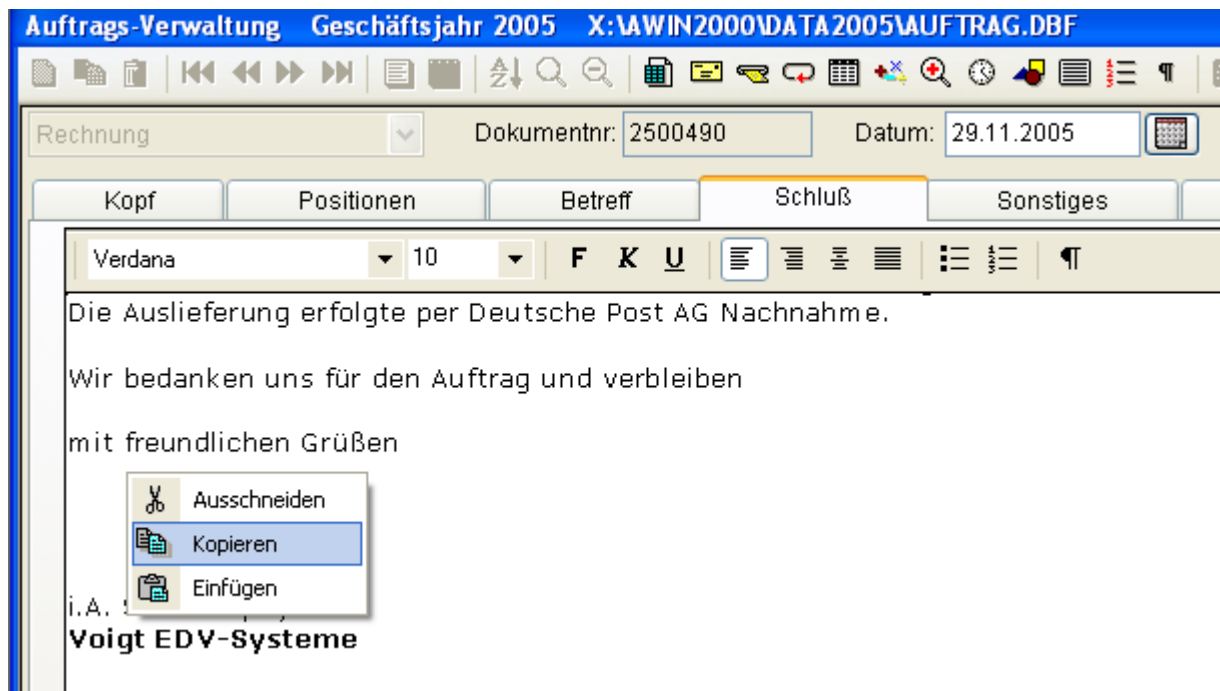 Auftrags-Verwaltung Geschäftsjahr 2005 X:\AWIN2000\DATA2005\AUFTRAG.DBF
Rechnung Dokumentnr: 2500490 Datum: 29.11.2005
Kopf Positionen Betreff Schluß Sonstiges
Verdana 10 F K U
Die Auslieferung erfolgte per Deutsche Post AG Nachnahme.
Wir bedanken uns für den Auftrag und verbleiben
mit freundlichen Grüßen
Ausschneiden
Kopieren
Einfügen
i.A.
Voigt EDV-Systeme